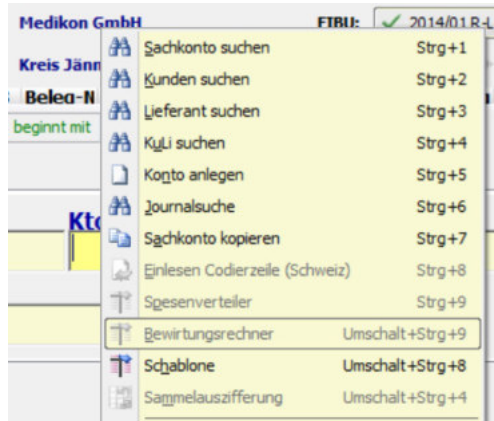 Medikon GmbH FIBU: 2014/01 R-L
Kreis Jänn
Beleg-N
beginnt mit
Kto
Sachkonto suchen Strg+1
Kunden suchen Strg+2
Lieferant suchen Strg+3
KuLi suchen Strg+4
Konto anlegen Strg+5
Journalsuche Strg+6
Sachkonto kopieren Strg+7
Einlesen Codierzeile (Schweiz) Strg+8
Spesenverteiler Strg+9
Bewirtungsrechner Umschalt+Strg+9
Schablone Umschalt+Strg+8
Sammelauszifferung Umschalt+Strg+4